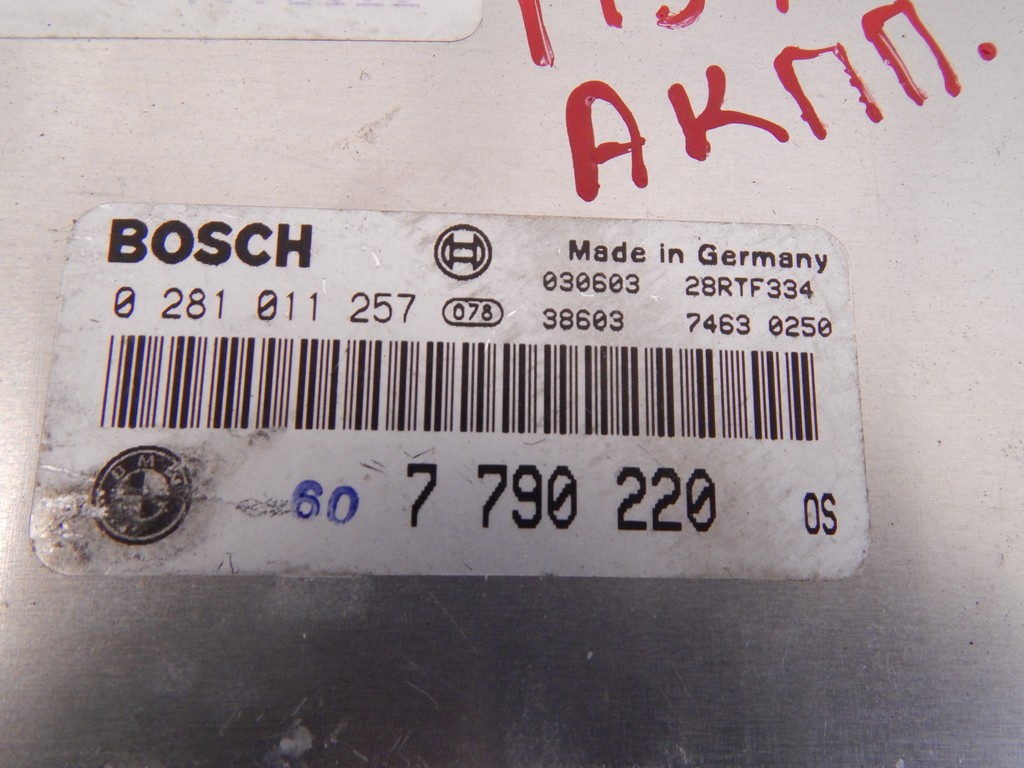 АКПП.
BOSCH Made in Germany
030603 28RTF334
0 281 011 257 078
38603 7463 0250
BMW
60 7 790 220 OS